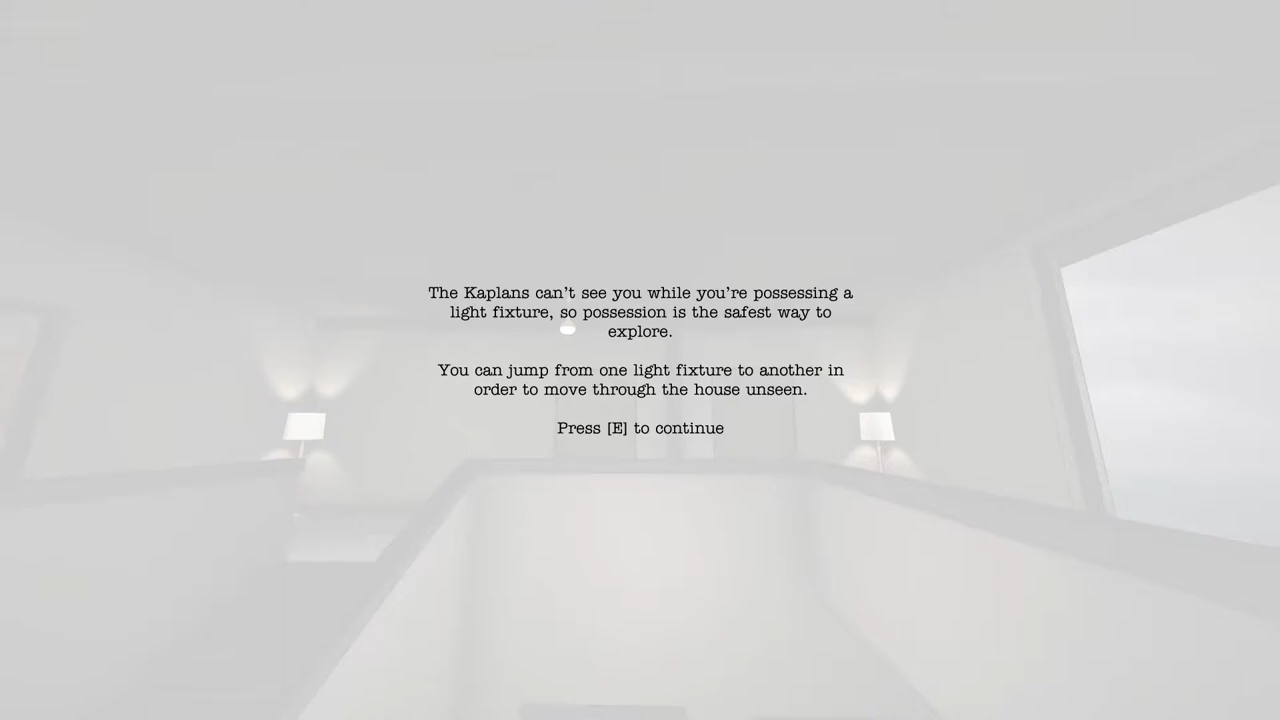 The Kaplans can’t see you while you’re possessing a
light fixture, so possession is the safest way to
explore.
You can jump from one light fixture to another in
order to move through the house unseen.
Press [E] to continue